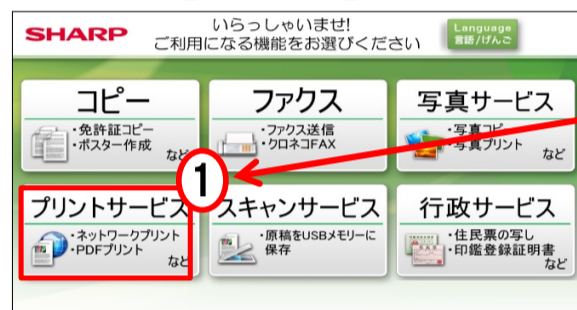 SHARP
いらっしゃいませ!
ご利用になる機能をお選びください
Language
言語/げんご
コピー
・免許証コピー
・ポスター作成
など
ファクス
・ファクス送信
・クロネコFAX
写真サービス
・写真コピー
・写真プリント
など
1
プリントサービス
・ネットワークプリント
・PDFプリント
など
スキャンサービス
・原稿をUSBメモリーに
保存
行政サービス
・住民票の写し
・印鑑登録証明書
など